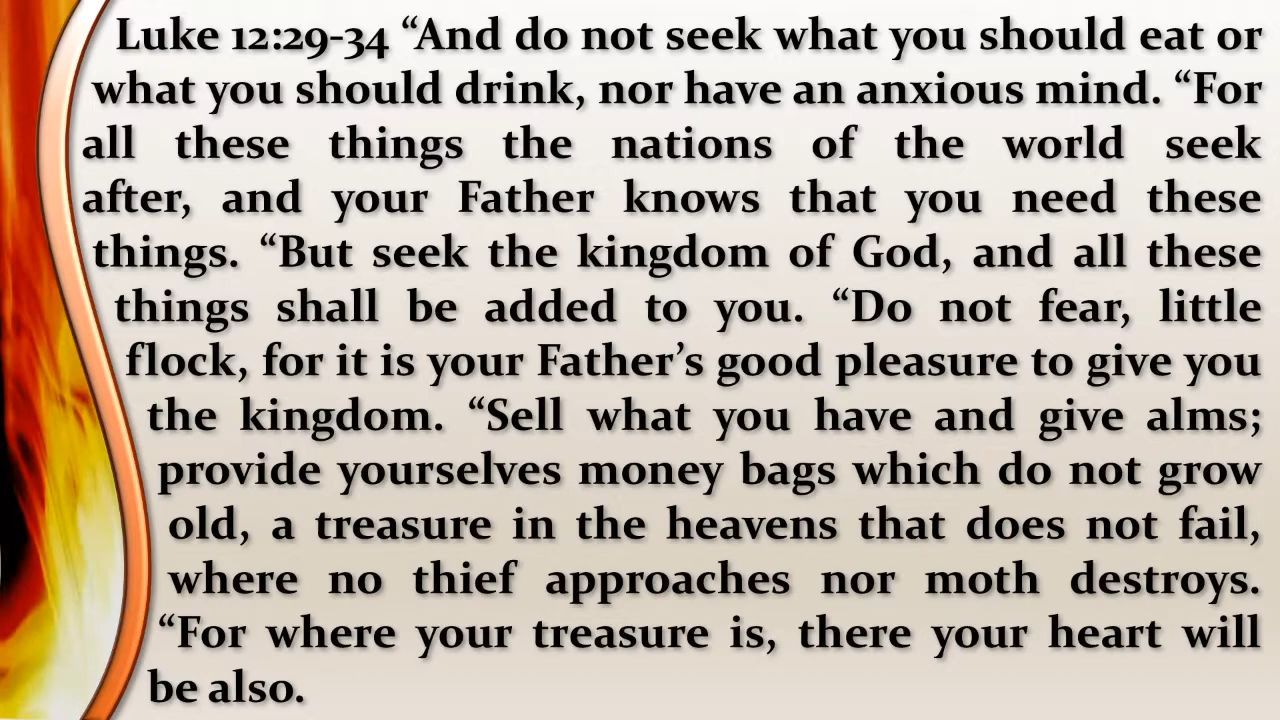 Luke 12:29-34 “And do not seek what you should eat or
what you should drink, nor have an anxious mind. “For
all these things the nations of the world seek
after, and your Father knows that you need these
things. “But seek the kingdom of God, and all these
things shall be added to you. “Do not fear, little
flock, for it is your Father’s good pleasure to give you
the kingdom. “Sell what you have and give alms;
provide yourselves money bags which do not grow
old, a treasure in the heavens that does not fail,
where no thief approaches nor moth destroys.
“For where your treasure is, there your heart will
be also.